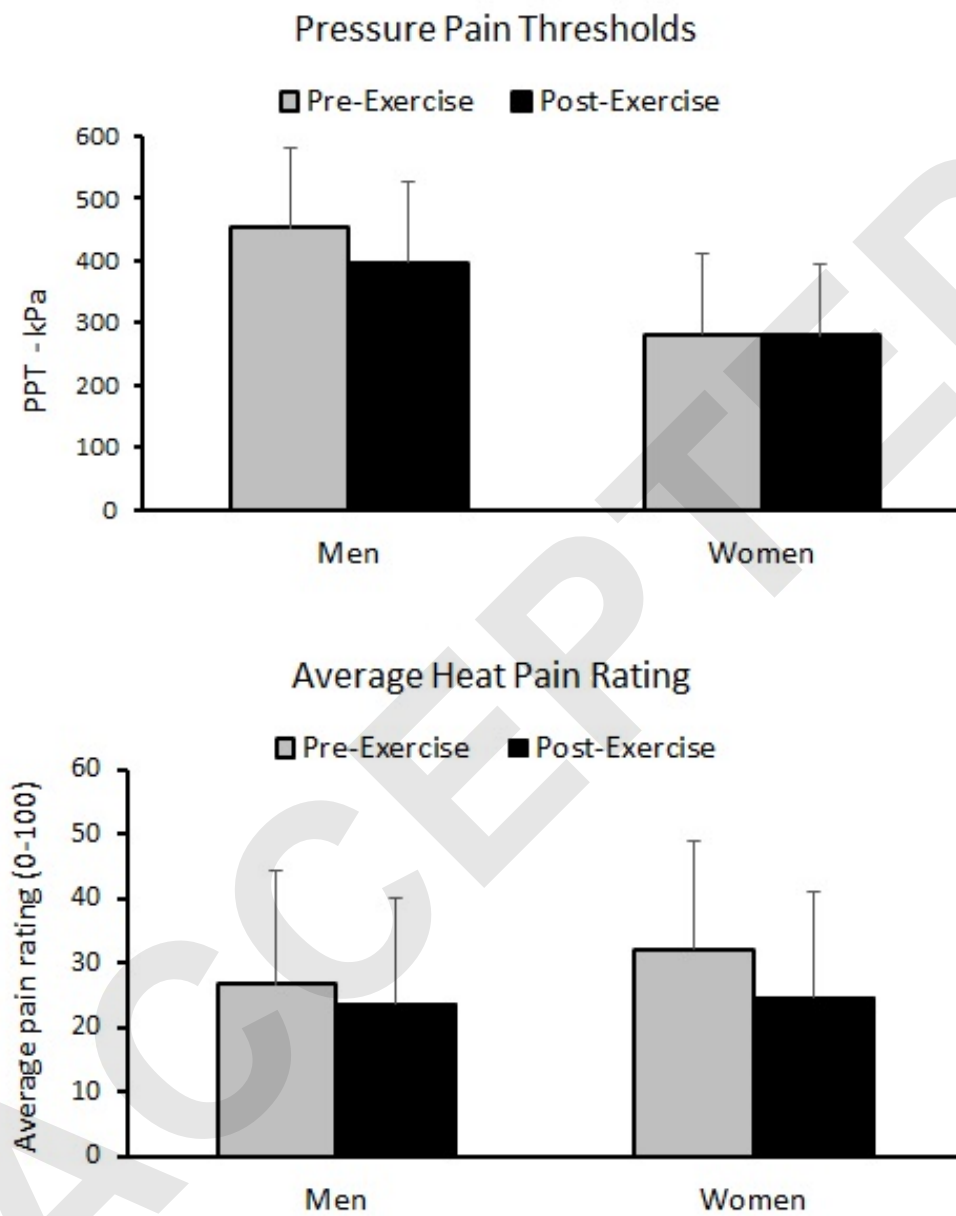 Pressure Pain Thresholds
Pre-Exercise Post-Exercise
600
500
400
300
200
100
0
PPT - kPa
Men Women
Average Heat Pain Rating
Pre-Exercise Post-Exercise
60
50
40
30
20
10
0
Average pain rating (0-100)
Men Women
ACCEPTED